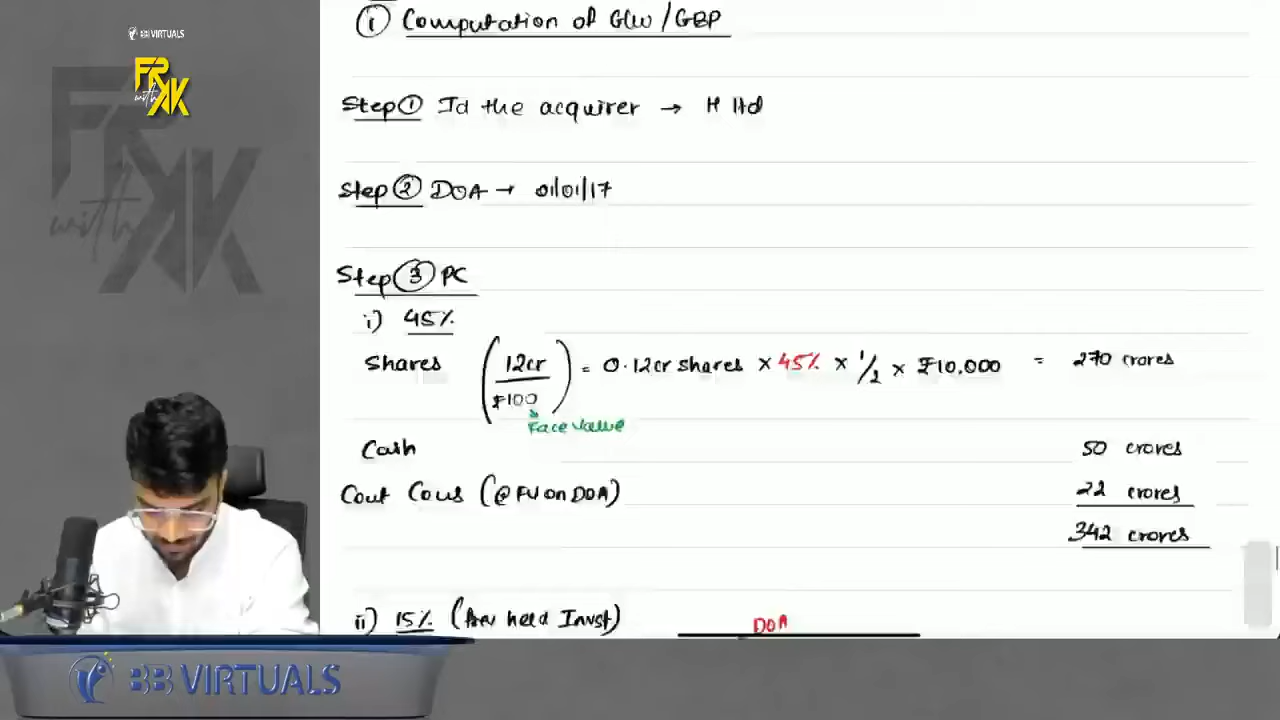 BB VIRTUALS
FR
with
KK
① Computation of GW/GBP
Step ① Id the acquirer → H ltd
Step ② DOA → 01/01/17
Step ③ PC
i) 45%
Shares (12cr / ₹100) = 0.12cr shares × 45% × 1/2 × ₹10,000 = 270 crores
Face value
Cash 50 crores
Cont Cons (@FV on DOA) 22 crores
342 crores
ii) 15% (Prev held Invst)
DOA
BB VIRTUALS